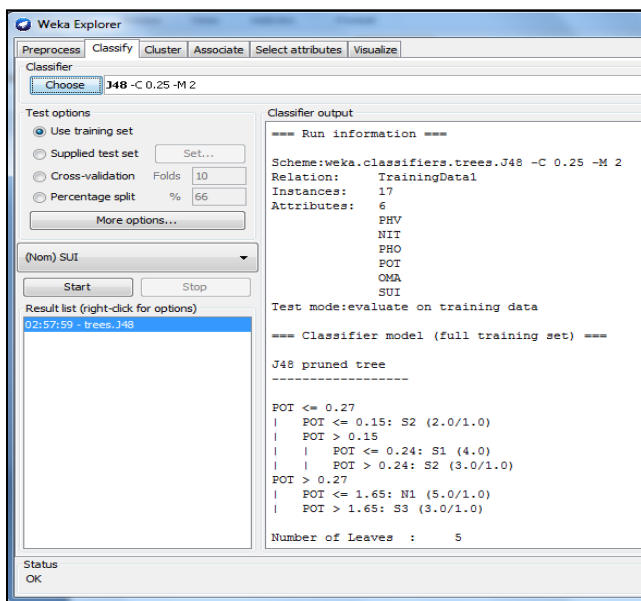 Weka Explorer
Preprocess Classify Cluster Associate Select attributes Visualize
Classifier
Choose J48 -C 0.25 -M 2
Test options
Use training set
Supplied test set Set...
Cross-validation Folds 10
Percentage split % 66
More options...
(Nom) SUI
Start Stop
Result list (right-click for options)
02:57:59 - trees.J48
Classifier output
=== Run information ===
Scheme:weka.classifiers.trees.J48 -C 0.25 -M 2
Relation: TrainingData1
Instances: 17
Attributes: 6
PHV
NIT
PHO
POT
OMA
SUI
Test mode:evaluate on training data
=== Classifier model (full training set) ===
J48 pruned tree
------------------
POT <= 0.27
| POT <= 0.15: S2 (2.0/1.0)
| POT > 0.15
| | POT <= 0.24: S1 (4.0)
| | POT > 0.24: S2 (3.0/1.0)
POT > 0.27
| POT <= 1.65: N1 (5.0/1.0)
| POT > 1.65: S3 (3.0/1.0)
Number of Leaves : 5
Status
OK